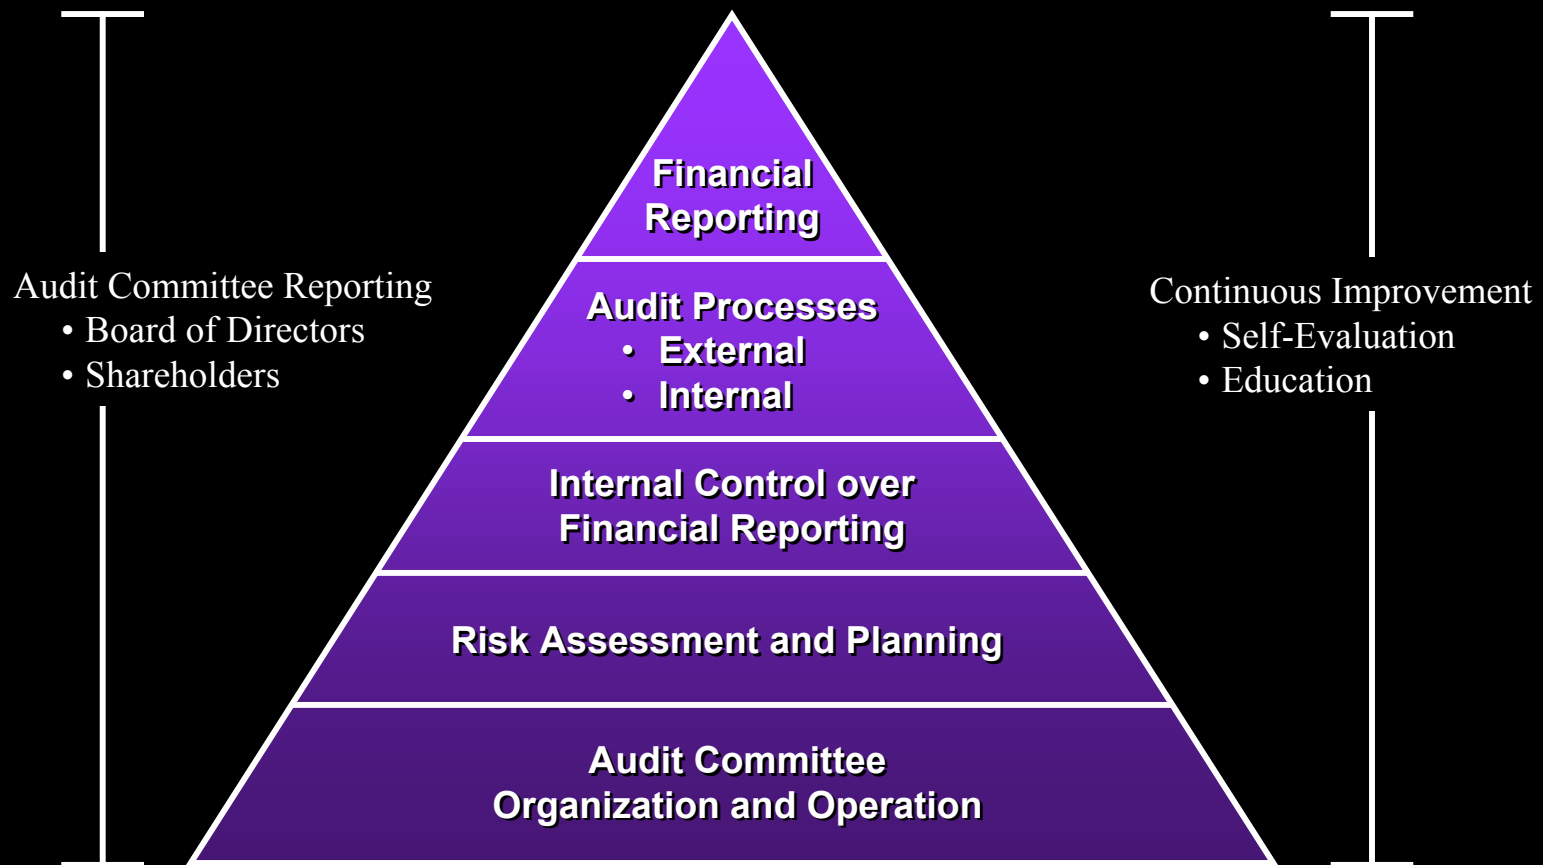 Financial
Reporting
Audit Committee Reporting
• Board of Directors
• Shareholders
Audit Processes
• External
• Internal
Continuous Improvement
• Self-Evaluation
• Education
Internal Control over
Financial Reporting
Risk Assessment and Planning
Audit Committee
Organization and Operation